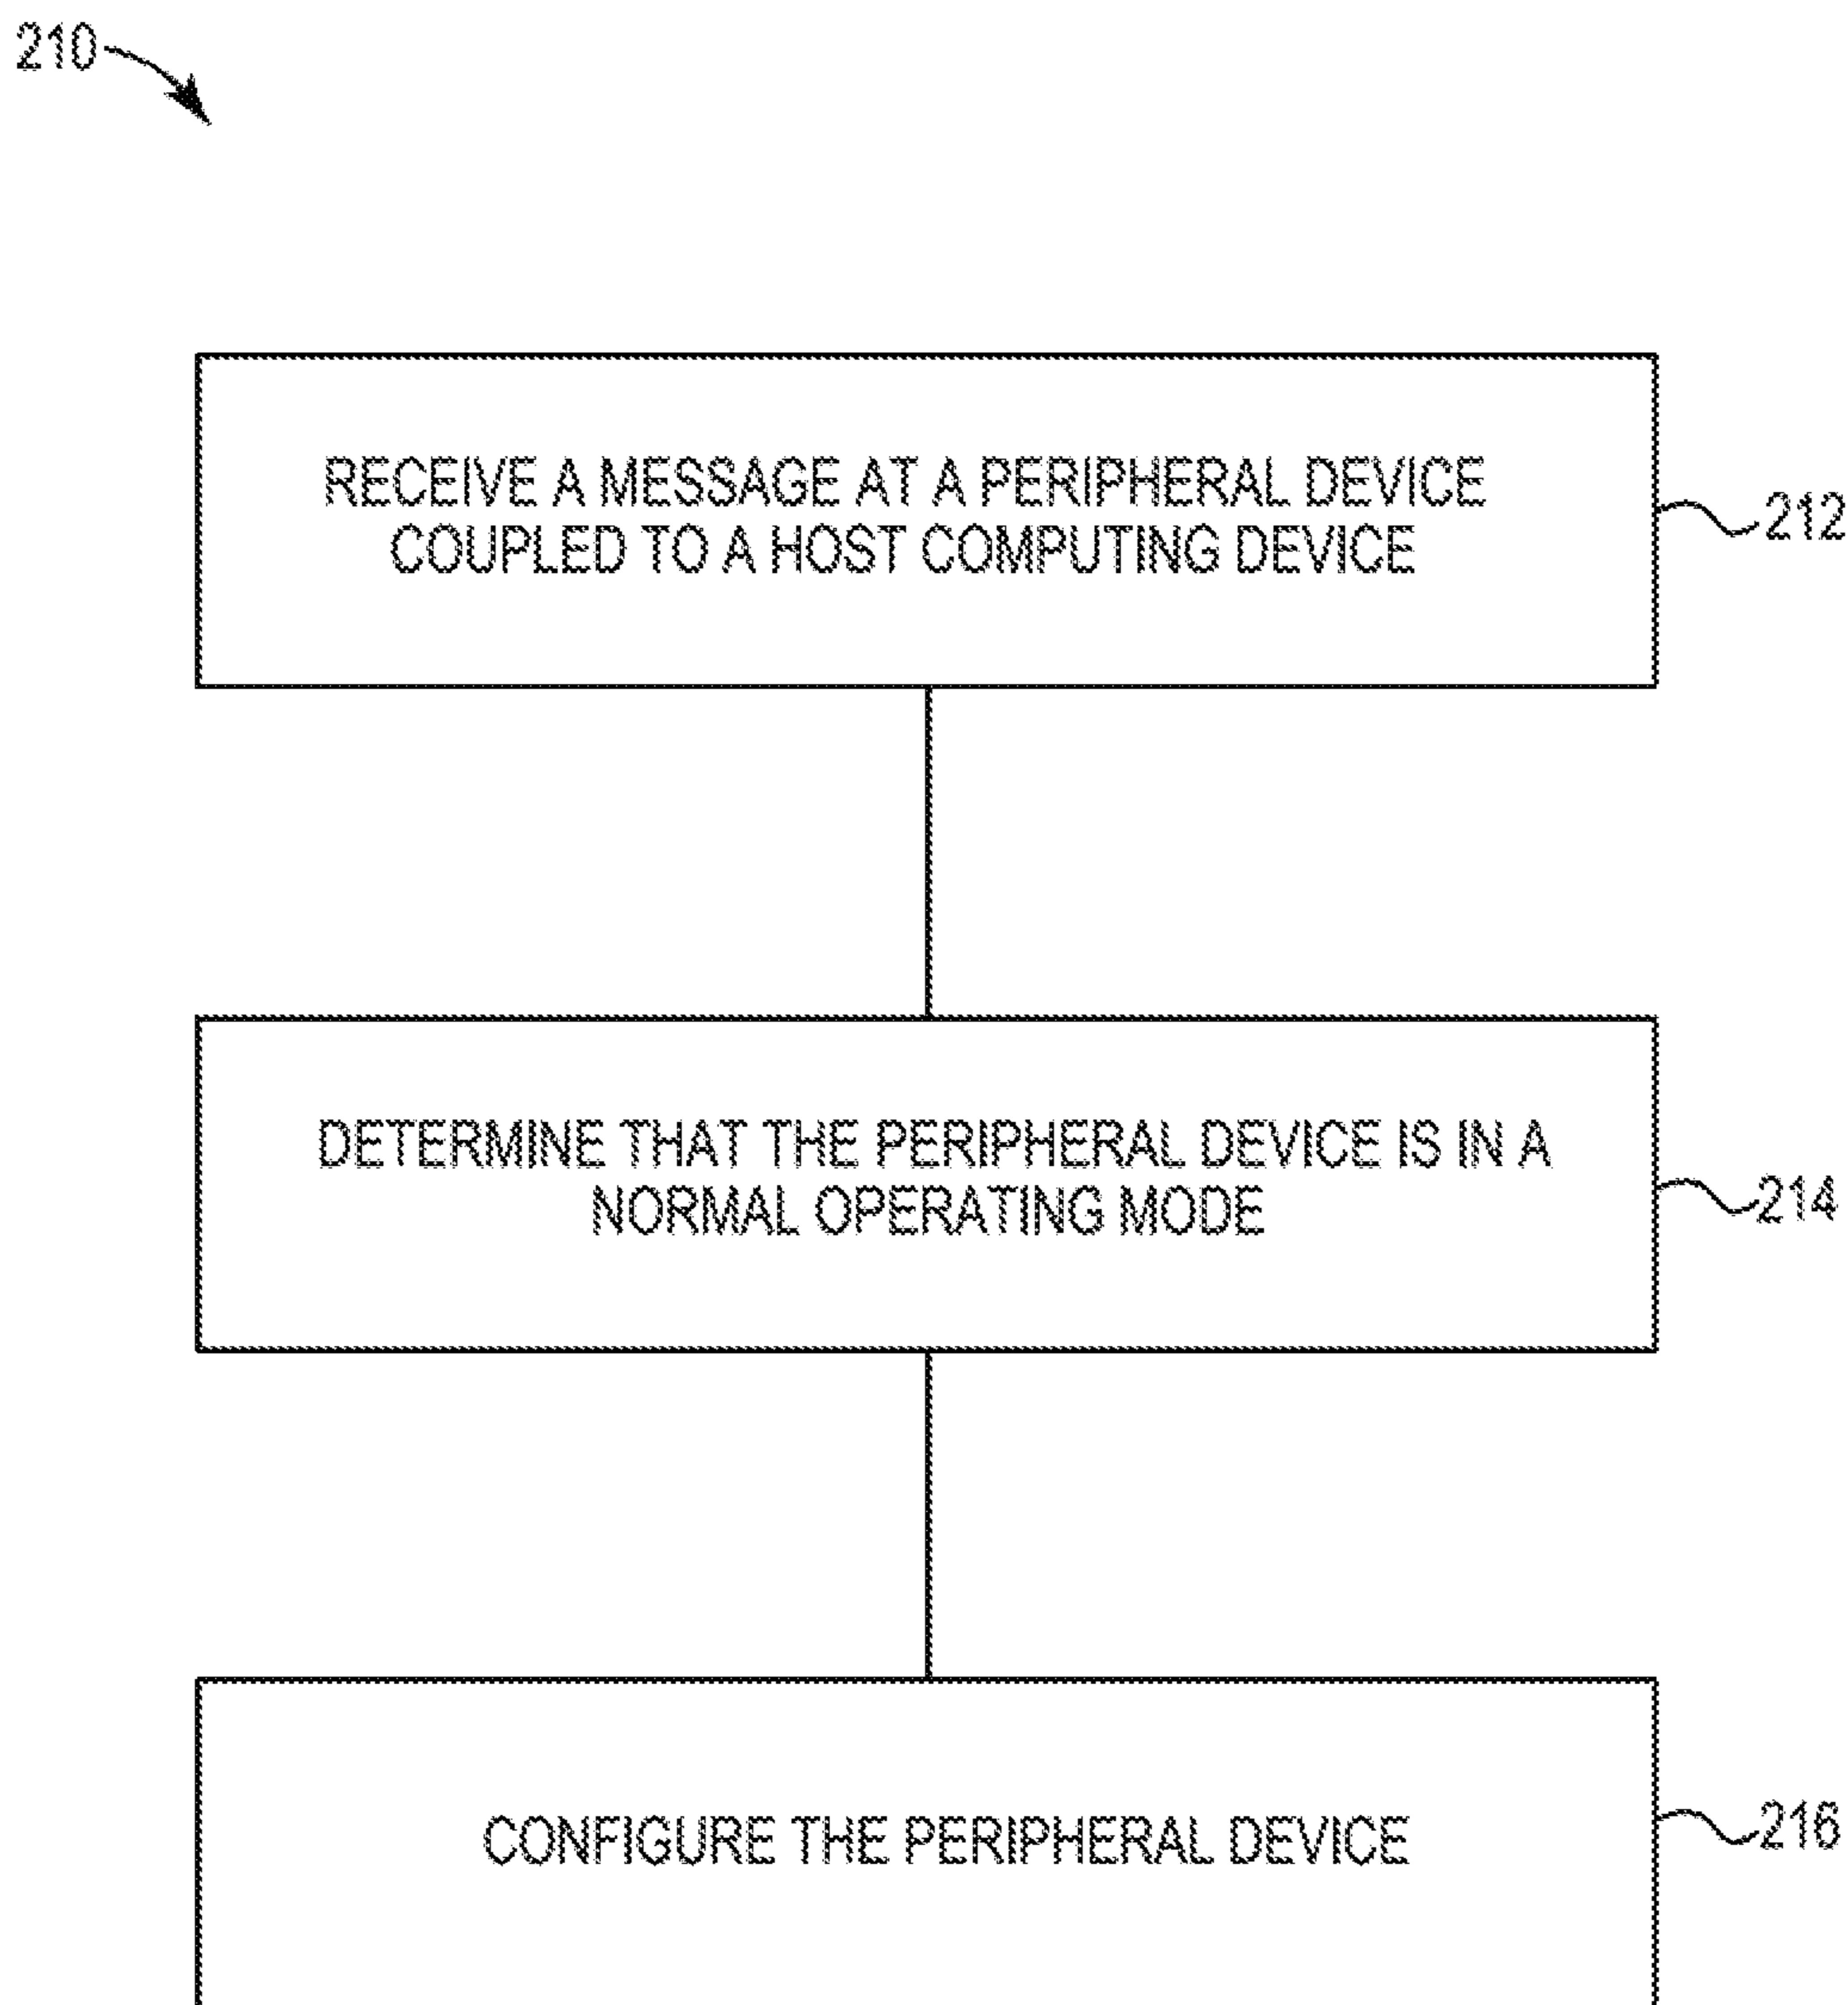 210
RECEIVE A MESSAGE AT A PERIPHERAL DEVICE
COUPLED TO A HOST COMPUTING DEVICE
212
DETERMINE THAT THE PERIPHERAL DEVICE IS IN A
NORMAL OPERATING MODE
214
CONFIGURE THE PERIPHERAL DEVICE
216